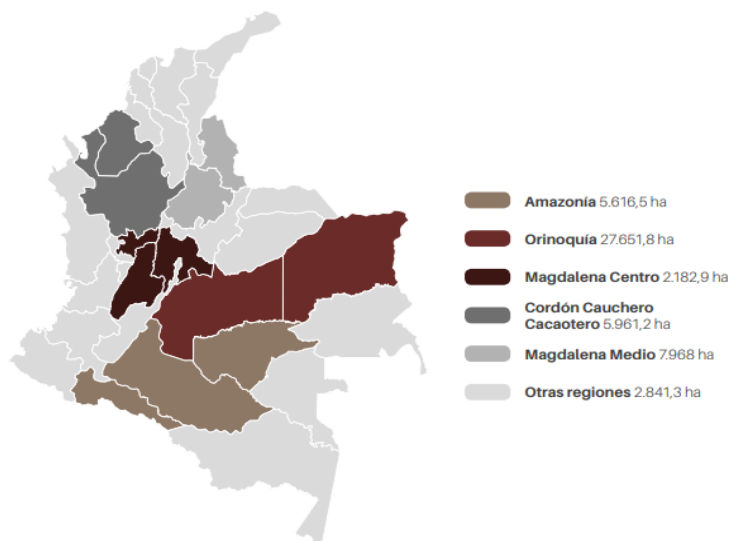 Amazonía 5.616,5 ha
Orinoquía 27.651,8 ha
Magdalena Centro 2.182,9 ha
Cordón Cauchero
Cacaotero 5.961,2 ha
Magdalena Medio 7.968 ha
Otras regiones 2.841,3 ha